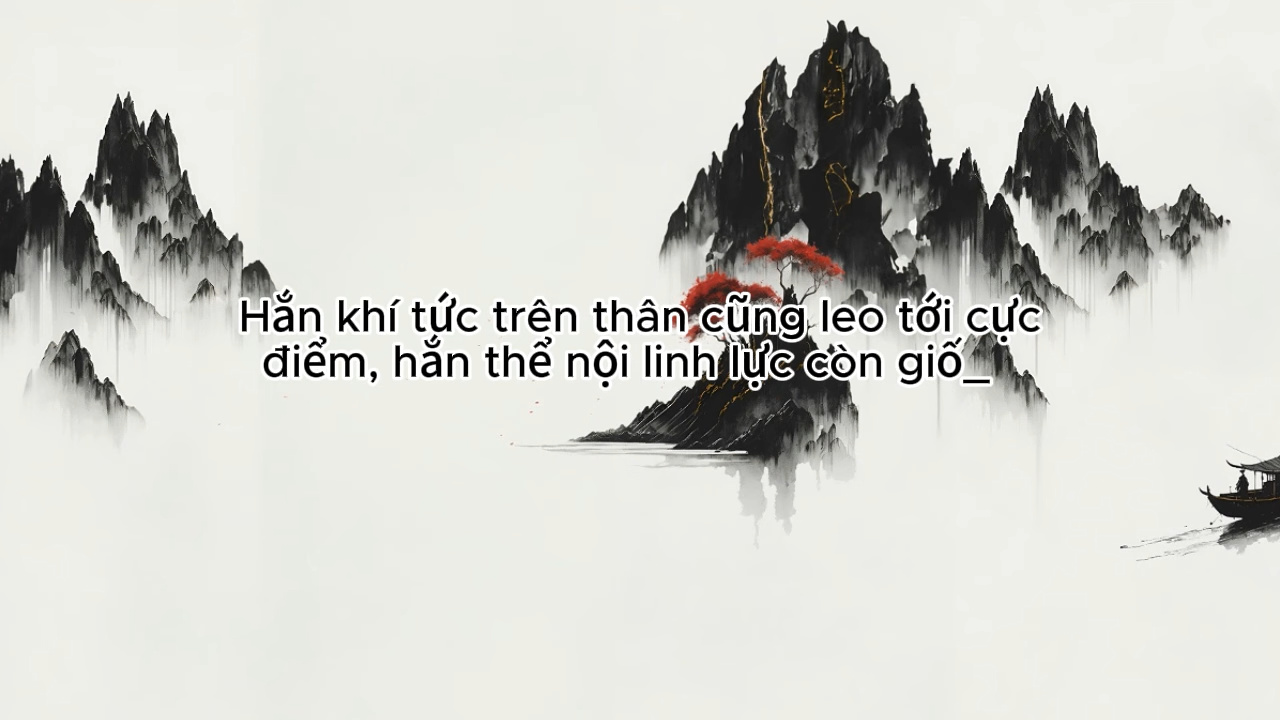 Hắn khí tức trên thân cũng leo tới cực
điểm, hắn thể nội linh lực còn giố_